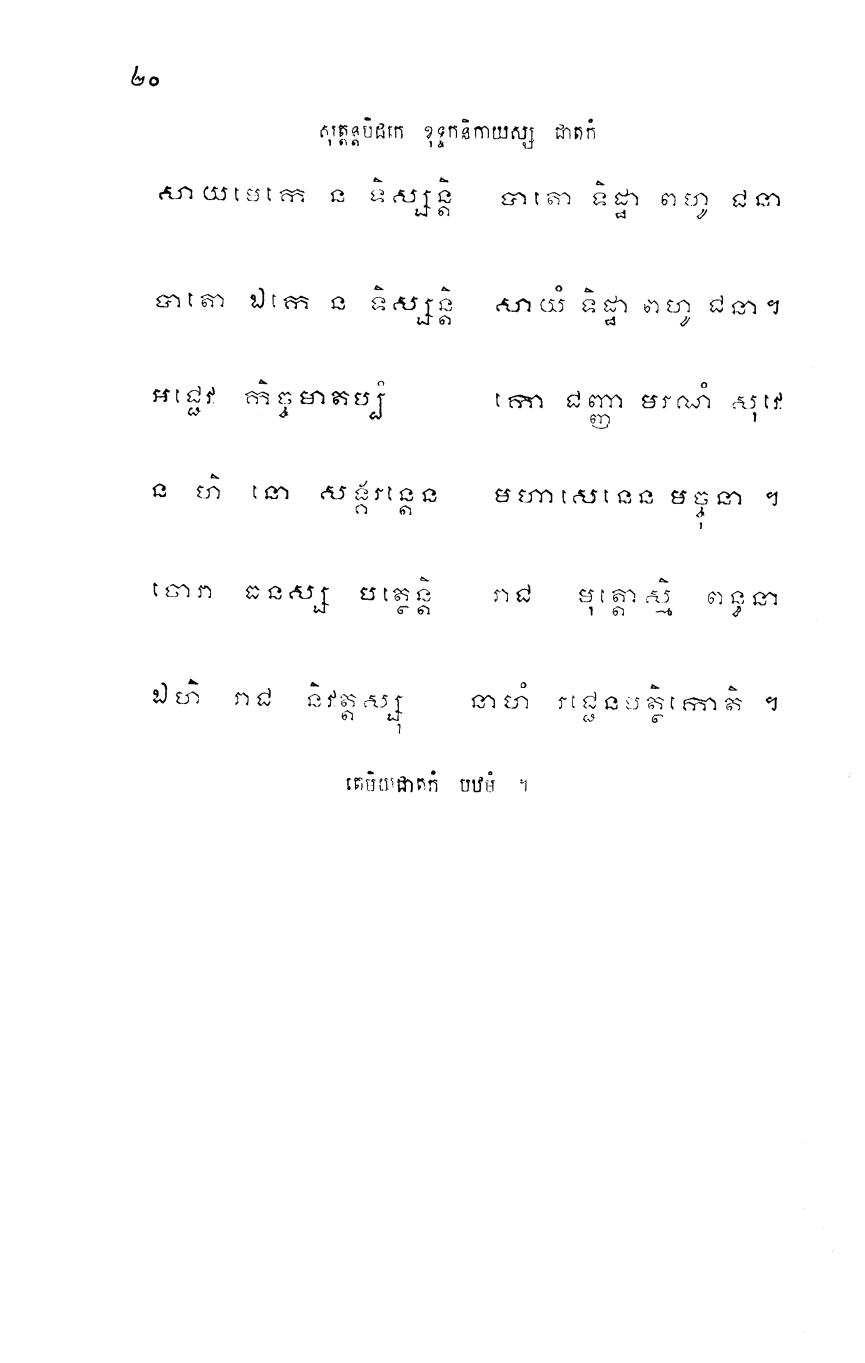 ២០
សុត្តន្តបិដកេ ខុទ្ទកនិកាយស្ស ជាតកំ
សាយមេកេ ន ទិស្សន្តិ បាតោ ទិដ្ឋា ពហូ ជនា
បាតោ ឯកេ ន ទិស្សន្តិ សាយំ ទិដ្ឋា ពហូ ជនា។
អជ្ជេវ កិច្ចមាតប្បំ កោ ជញ្ញា មរណំ សុវេ
ន ហិ នោ សង្ករន្តេន មហាសេនេន មច្ចុនា ។
ចោរា ធនស្ស បត្ថេន្តិ រាជ មុត្តោស្មិ ពន្ធនា
ឯហិ រាជ និវត្តស្សុ នាហំ រជ្ជេនបត្ថិកោតិ ។
តេមិយជាតកំ បឋមំ ។